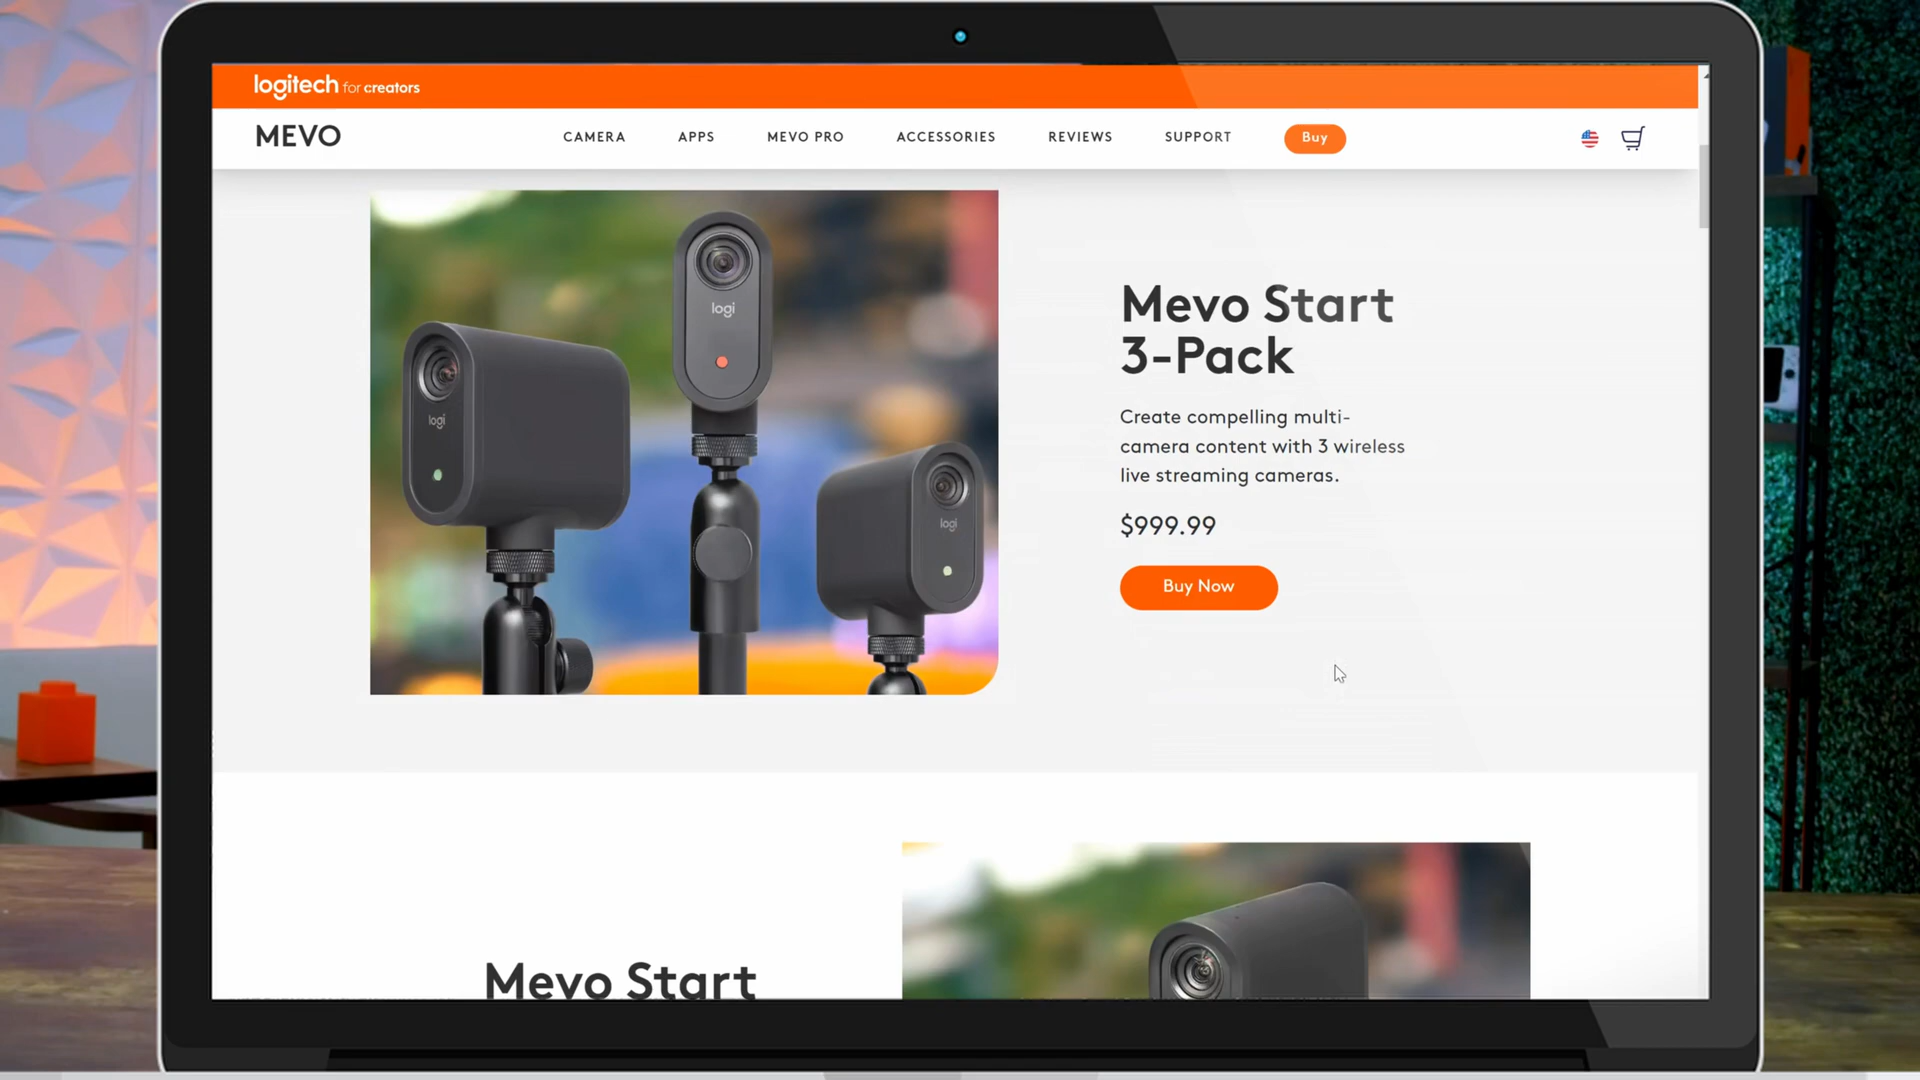 logitech for creators
MEVO
CAMERA
APPS
MEVO PRO
ACCESSORIES
REVIEWS
SUPPORT
Buy
logi
logi
logi
Mevo Start
3-Pack
Create compelling multi-
camera content with 3 wireless
live streaming cameras.
$999.99
Buy Now
Mevo Start